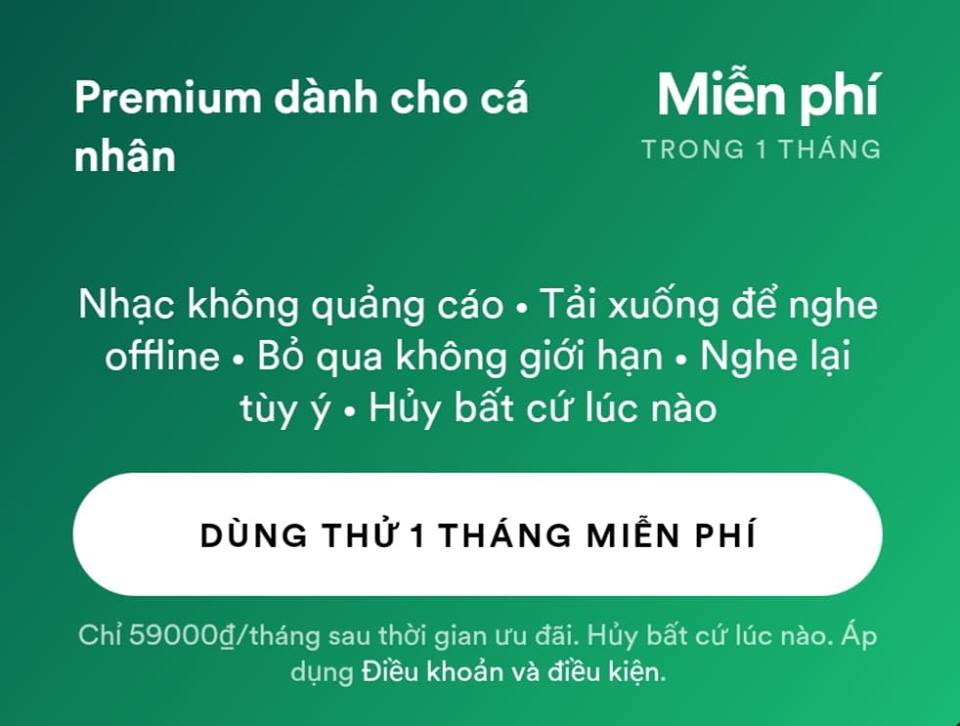 Premium dành cho cá
nhân
Miễn phí
TRONG 1 THÁNG
Nhạc không quảng cáo • Tải xuống để nghe
offline • Bỏ qua không giới hạn • Nghe lại
tùy ý • Hủy bất cứ lúc nào
DÙNG THỬ 1 THÁNG MIỄN PHÍ
Chỉ 59000₫/tháng sau thời gian ưu đãi. Hủy bất cứ lúc nào. Áp
dụng Điều khoản và điều kiện.